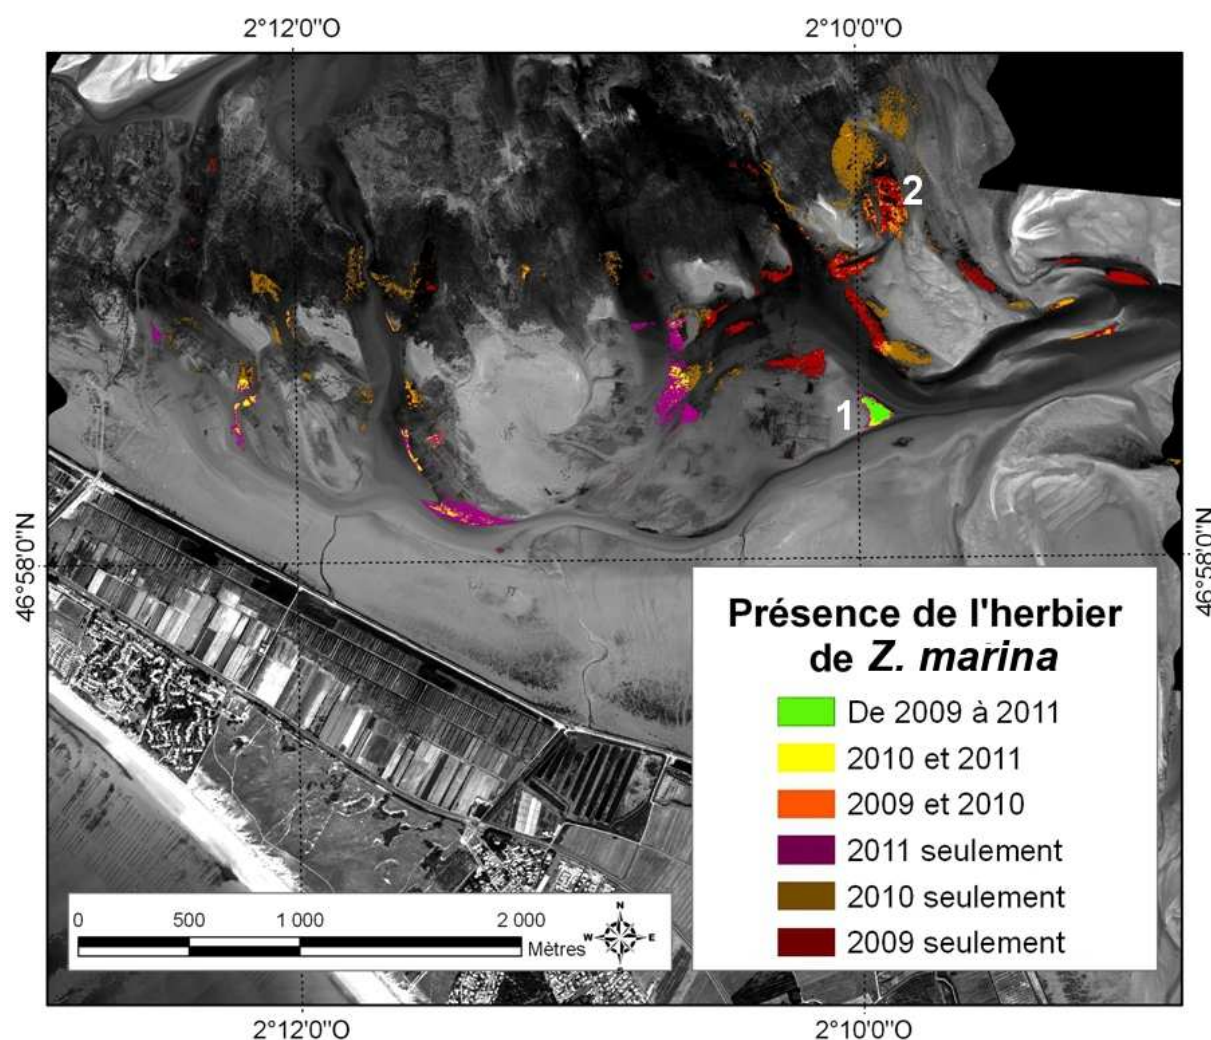 2°12'0"O
2°10'0"O
2
1
46°58'0"N
46°58'0"N
Présence de l'herbier
de Z. marina
De 2009 à 2011
2010 et 2011
2009 et 2010
2011 seulement
2010 seulement
2009 seulement
0 500 1 000 2 000
Mètres
N
W E
S
2°12'0"O
2°10'0"O